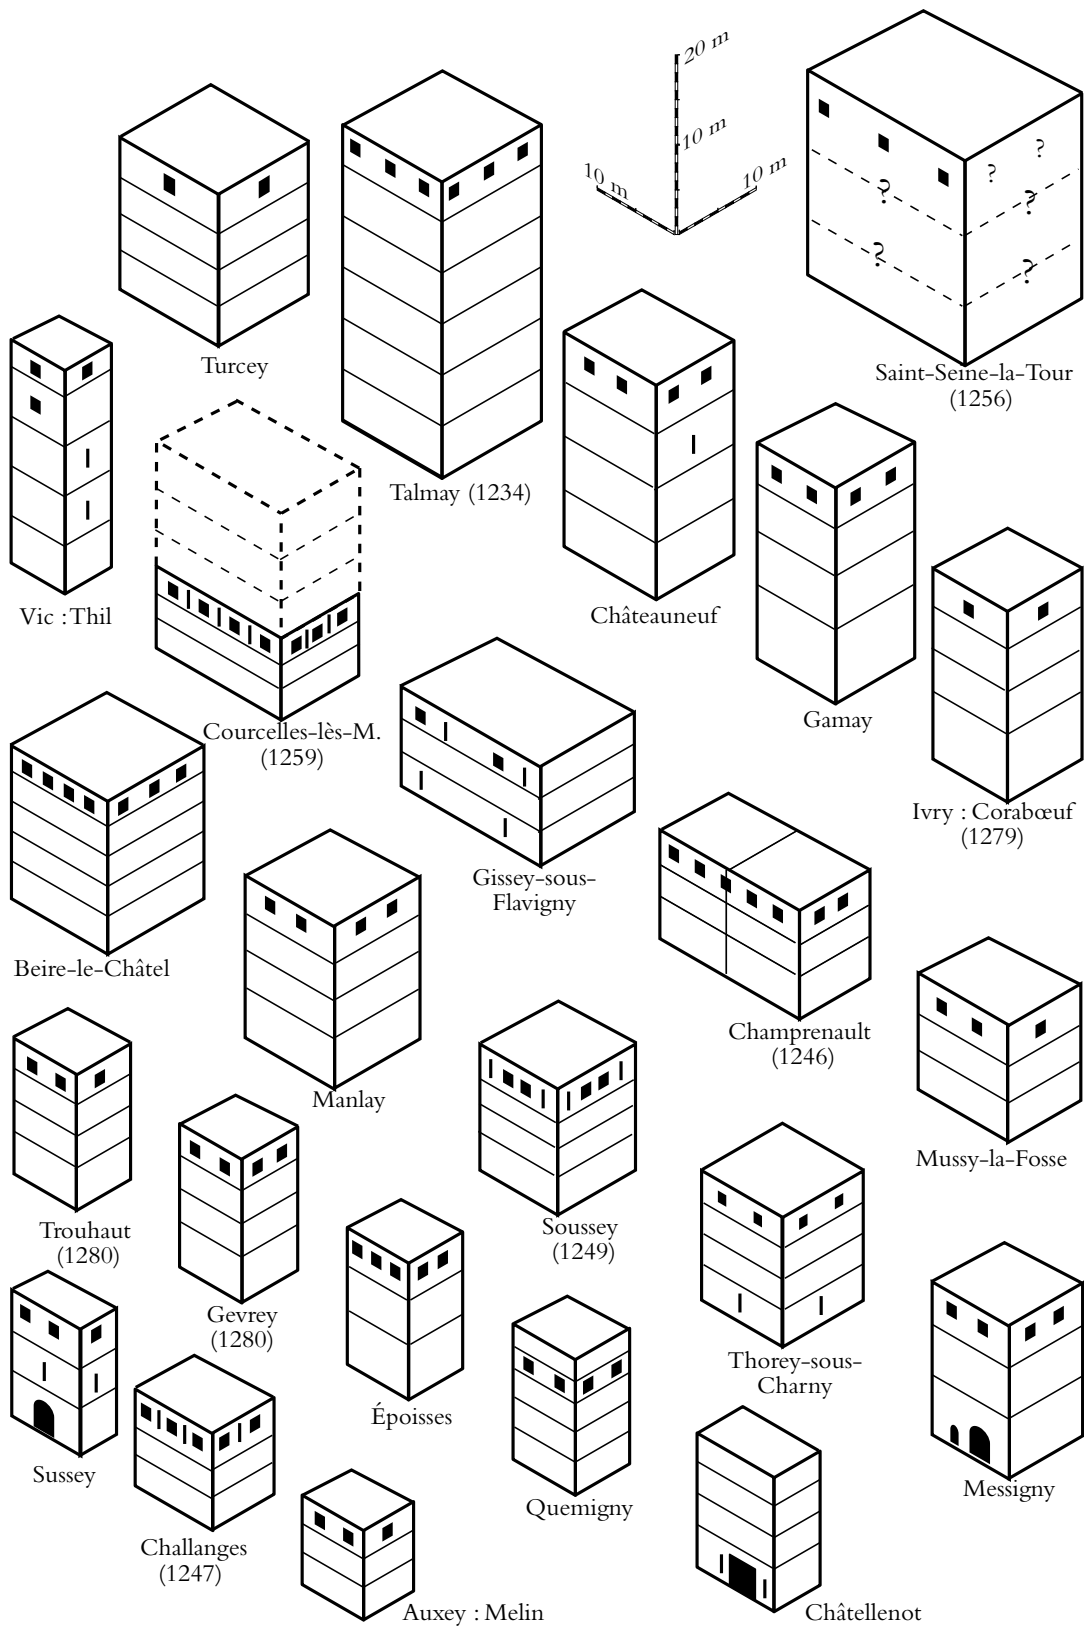 20 m
10 m
10 m
10 m
?
?
?
?
?
?
Turcey
Saint-Seine-la-Tour
(1256)
Talmay (1234)
Vic : Thil
Châteauneuf
Courcelles-lès-M.
(1259)
Gamay
Ivry : Corabœuf
(1279)
Gissey-sous-
Flavigny
Beire-le-Châtel
Champrenault
(1246)
Manlay
Mussy-la-Fosse
Trouhaut
(1280)
Soussey
(1249)
Gevrey
(1280)
Thorey-sous-
Charny
Époisses
Sussey
Messigny
Quemigny
Challanges
(1247)
Auxey : Melin
Châtellenot